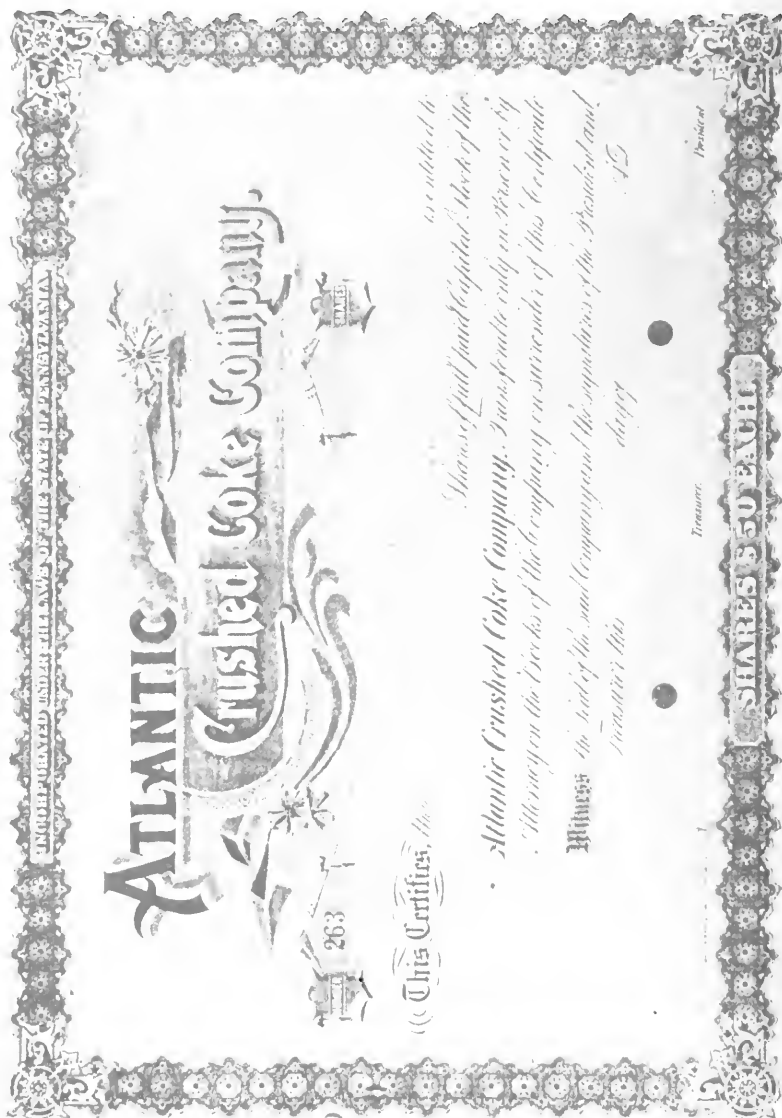 INCORPORATED UNDER THE LAWS OF THE STATE OF PENNSYLVANIA
ATLANTIC
Crushed Coke Company.
263
SHARES
This Certifies, that
is entitled to
Shares of full paid Capital Stock of the
Atlantic Crushed Coke Company. Transferable only in Person or by
Attorney on the Books of the Company on surrender of this Certificate
Witness the Seal of the said Company and the signatures of the President and
Treasurer this day of AD
Treasurer. President
SHARES $50 EACH